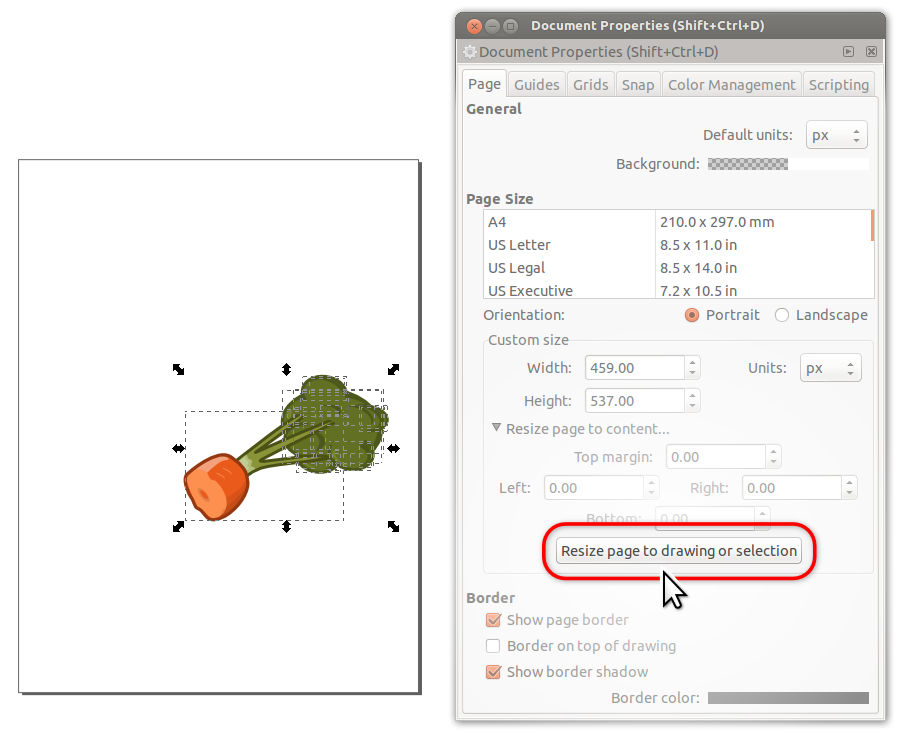 Document Properties (Shift+Ctrl+D)
Document Properties (Shift+Ctrl+D)
Page Guides Grids Snap Color Management Scripting
General
Default units: px
Background:
Page Size
A4 210.0 x 297.0 mm
US Letter 8.5 x 11.0 in
US Legal 8.5 x 14.0 in
US Executive 7.2 x 10.5 in
Orientation: Portrait Landscape
Custom size
Width: 459.00 Units: px
Height: 537.00
Resize page to content...
Top margin: 0.00
Left: 0.00 Right: 0.00
Bottom: 0.00
Resize page to drawing or selection
Border
Show page border
Border on top of drawing
Show border shadow
Border color: